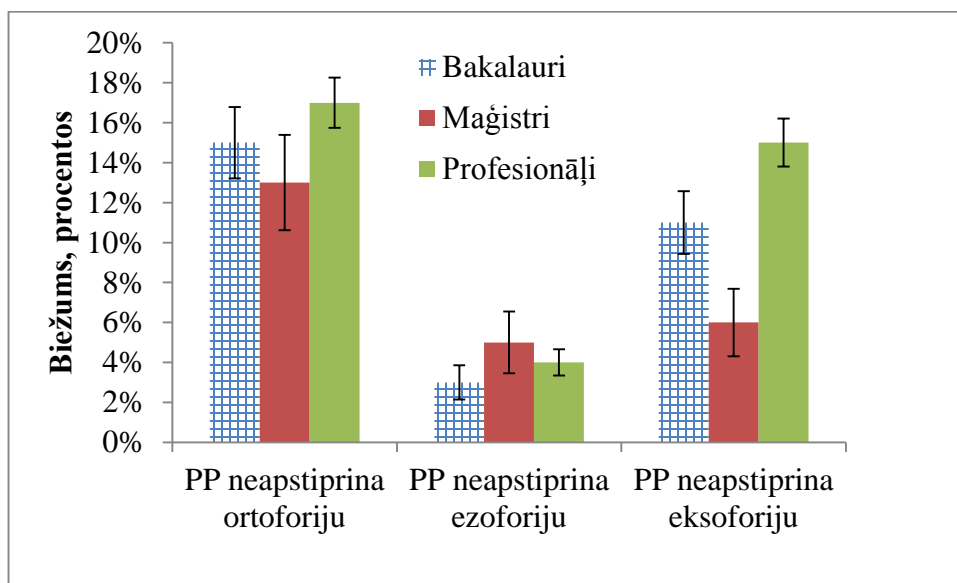 20%
18%
16%
14%
12%
10%
8%
6%
4%
2%
0%
Biežums, procentos
Bakalauri
Maģistri
Profesionāļi
PP neapstiprina
ortoforiju
PP neapstiprina
ezoforiju
PP neapstiprina
eksoforiju